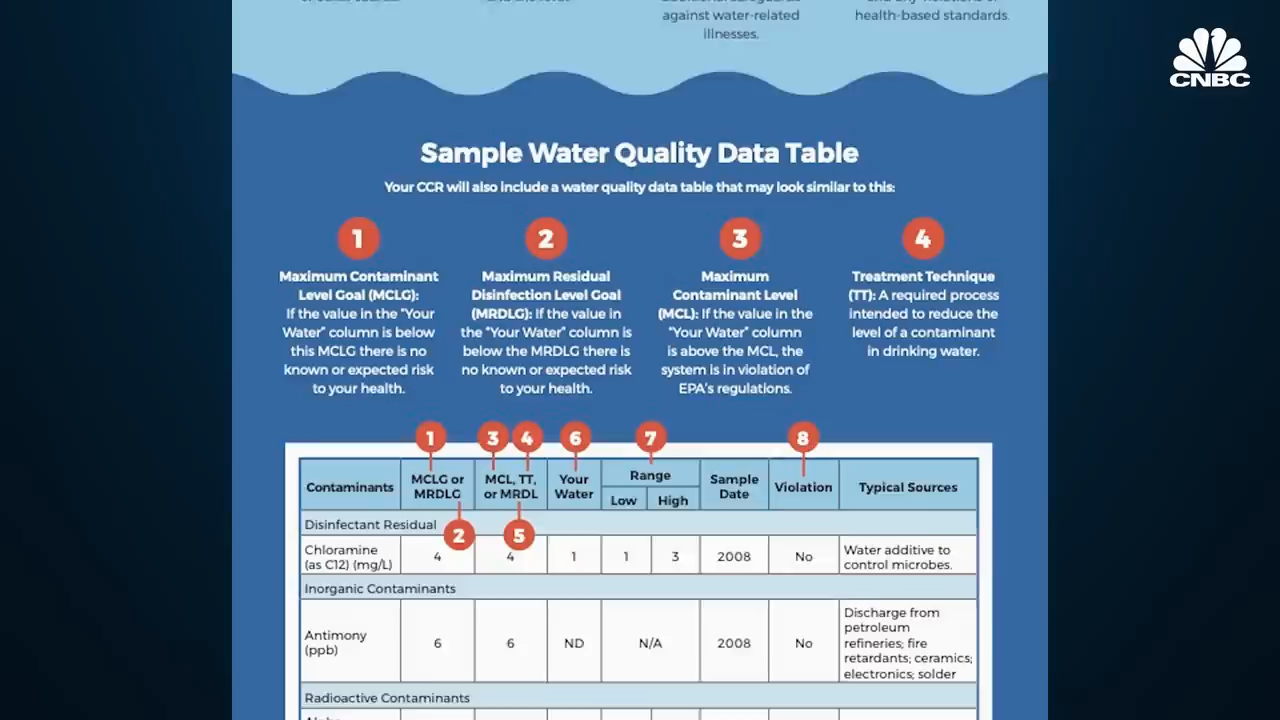 against water-related
illnesses.
health-based standards.
CNBC
Sample Water Quality Data Table
Your CCR will also include a water quality data table that may look similar to this:
1
Maximum Contaminant
Level Goal (MCLG):
If the value in the "Your
Water" column is below
this MCLG there is no
known or expected risk
to your health.
2
Maximum Residual
Disinfection Level Goal
(MRDLG): If the value in
the "Your Water" column is
below the MRDLG there is
no known or expected risk
to your health.
3
Maximum
Contaminant Level
(MCL): If the value in the
"Your Water" column
is above the MCL, the
system is in violation of
EPA's regulations.
4
Treatment Technique
(TT): A required process
intended to reduce the
level of a contaminant
in drinking water.
1 3 4 6 7 8
Contaminants
MCLG or
MRDLG
MCL, TT,
or MRDL
Your
Water
Range
Low High
Sample
Date
Violation
Typical Sources
2 5
Disinfectant Residual
Chloramine
(as C12) (mg/L)
4 4 1 1 3 2008 No
Water additive to
control microbes.
Inorganic Contaminants
Antimony
(ppb)
6 6 ND N/A 2008 No
Discharge from
petroleum
refineries; fire
retardants; ceramics;
electronics; solder
Radioactive Contaminants